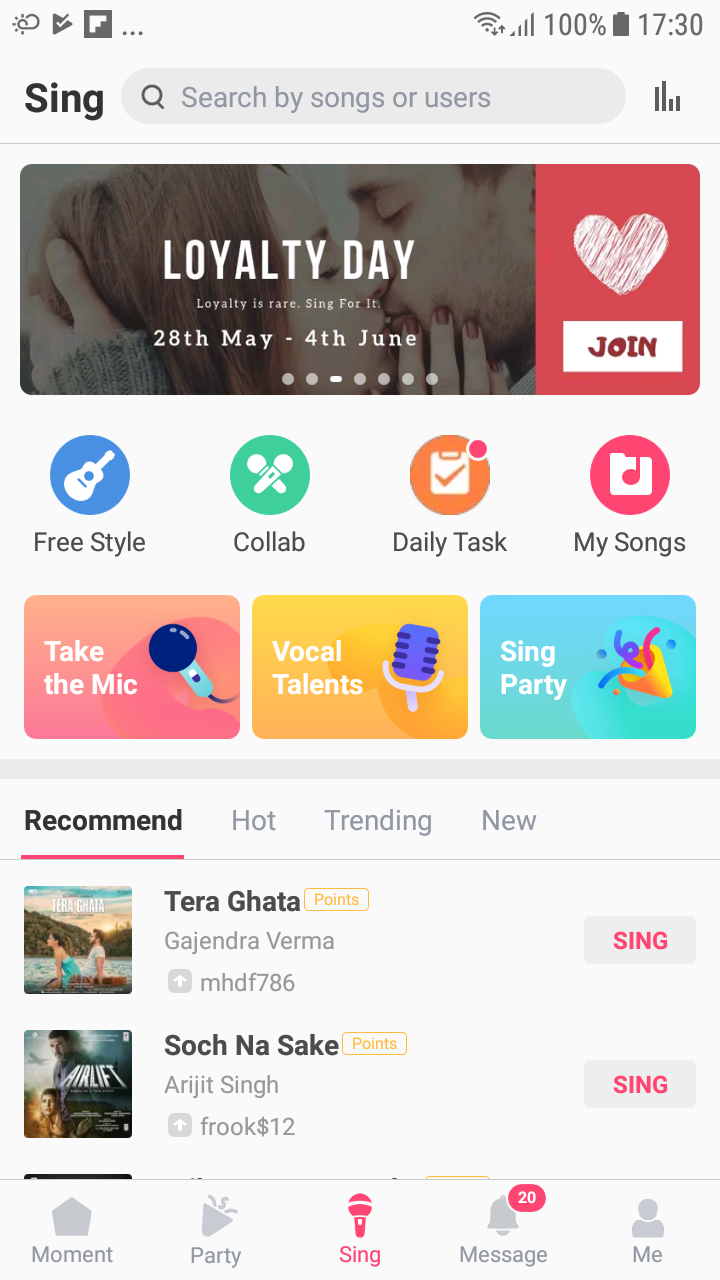 ...
100%
17:30
Sing
Search by songs or users
LOYALTY DAY
Loyalty is rare. Sing For It.
28th May - 4th June
JOIN
Free Style
Collab
Daily Task
My Songs
Take
the Mic
Vocal
Talents
Sing
Party
Recommend
Hot
Trending
New
TERA GHATA
Tera Ghata
Points
Gajendra Verma
mhdf786
SING
AIRLIFT
Soch Na Sake
Points
Arijit Singh
frook$12
SING
Moment
Party
Sing
20
Message
Me